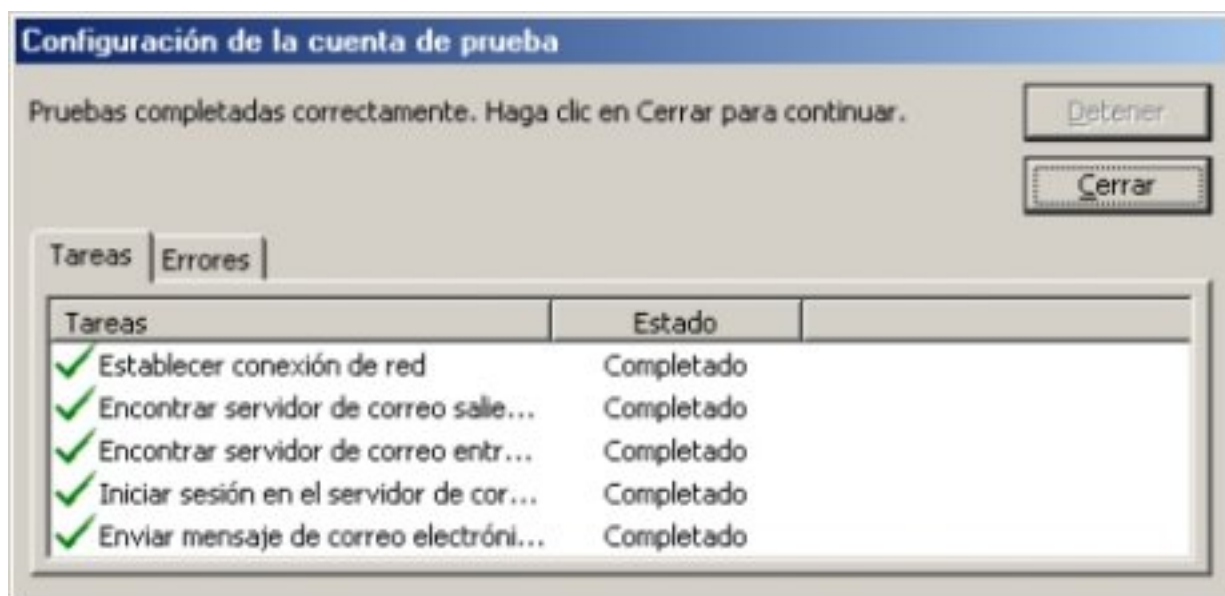 Configuración de la cuenta de prueba
Pruebas completadas correctamente. Haga clic en Cerrar para continuar.
Detener
Cerrar
Tareas Errores
Tareas Estado
Establecer conexión de red Completado
Encontrar servidor de correo salie... Completado
Encontrar servidor de correo entr... Completado
Iniciar sesión en el servidor de cor... Completado
Enviar mensaje de correo electróni... Completado